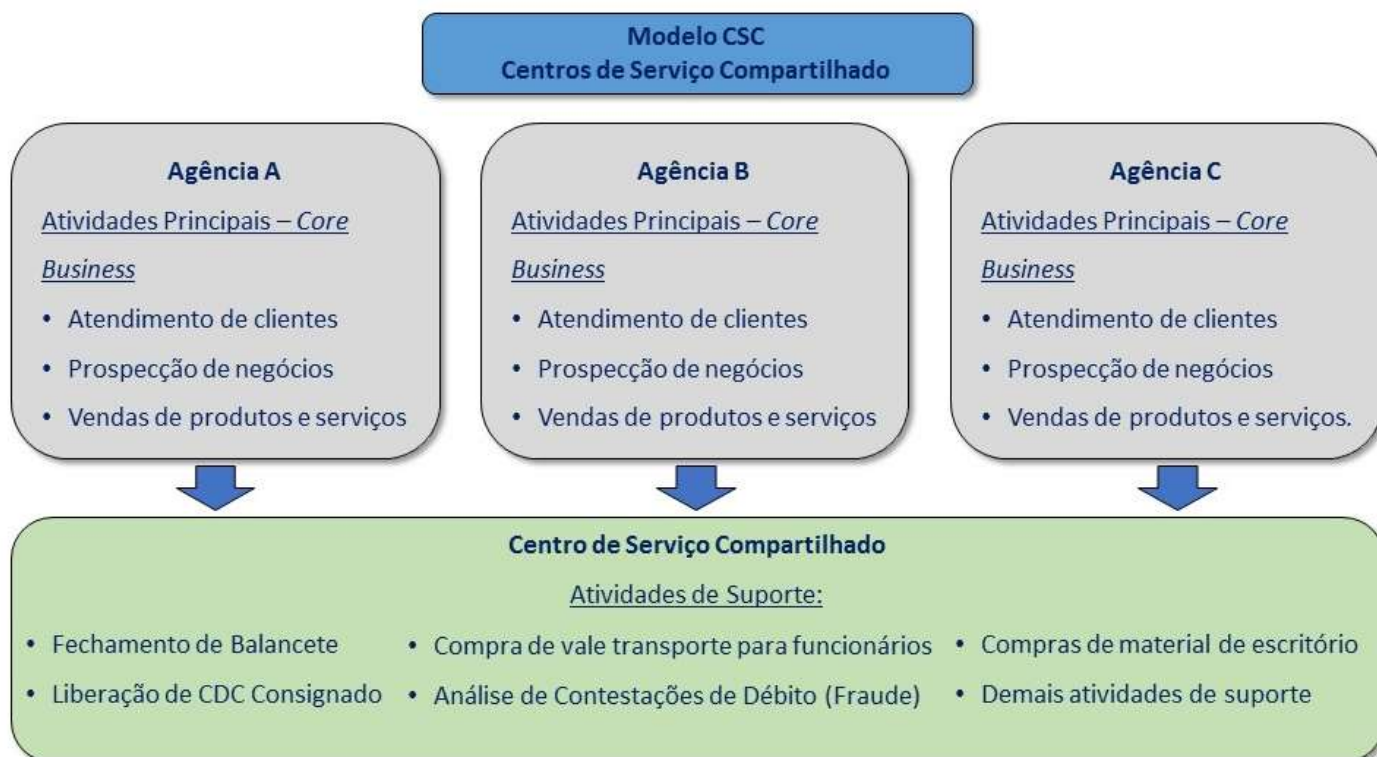 Modelo CSC
Centros de Serviço Compartilhado
Agência A
Atividades Principais – Core
Business
• Atendimento de clientes
• Prospecção de negócios
• Vendas de produtos e serviços
Agência B
Atividades Principais – Core
Business
• Atendimento de clientes
• Prospecção de negócios
• Vendas de produtos e serviços
Agência C
Atividades Principais – Core
Business
• Atendimento de clientes
• Prospecção de negócios
• Vendas de produtos e serviços.
Centro de Serviço Compartilhado
Atividades de Suporte:
• Fechamento de Balancete
• Liberação de CDC Consignado
• Compra de vale transporte para funcionários
• Análise de Contestações de Débito (Fraude)
• Compras de material de escritório
• Demais atividades de suporte